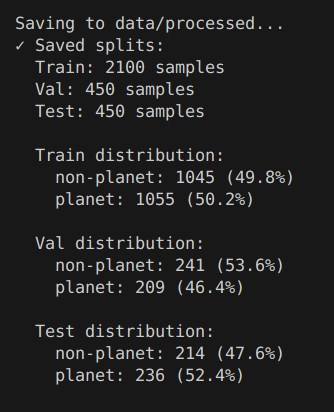 Saving to data/processed...
✓ Saved splits:
Train: 2100 samples
Val: 450 samples
Test: 450 samples
Train distribution:
non-planet: 1045 (49.8%)
planet: 1055 (50.2%)
Val distribution:
non-planet: 241 (53.6%)
planet: 209 (46.4%)
Test distribution:
non-planet: 214 (47.6%)
planet: 236 (52.4%)